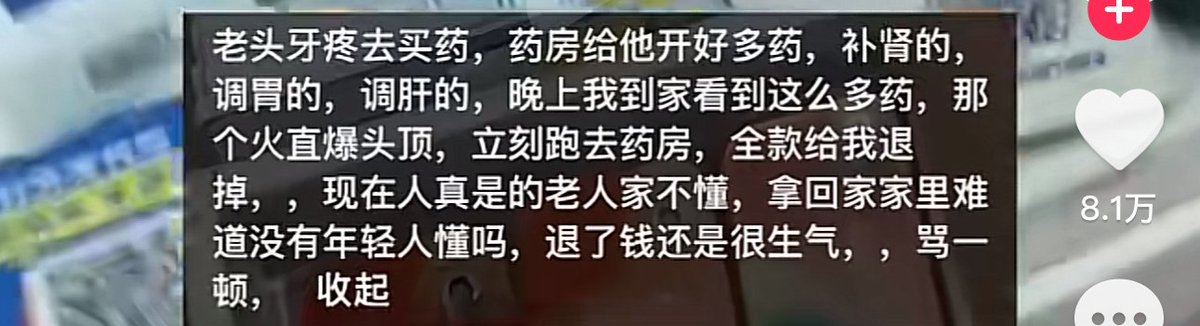 老头牙疼去买药，药房给他开好多药，补肾的，
调胃的，调肝的，晚上我到家看到这么多药，那
个火直爆头顶，立刻跑去药房，全款给我退
掉，，现在人真是的老人家不懂，拿回家家里难
道没有年轻人懂吗，退了钱还是很生气，，骂一
顿， 收起
8.1万